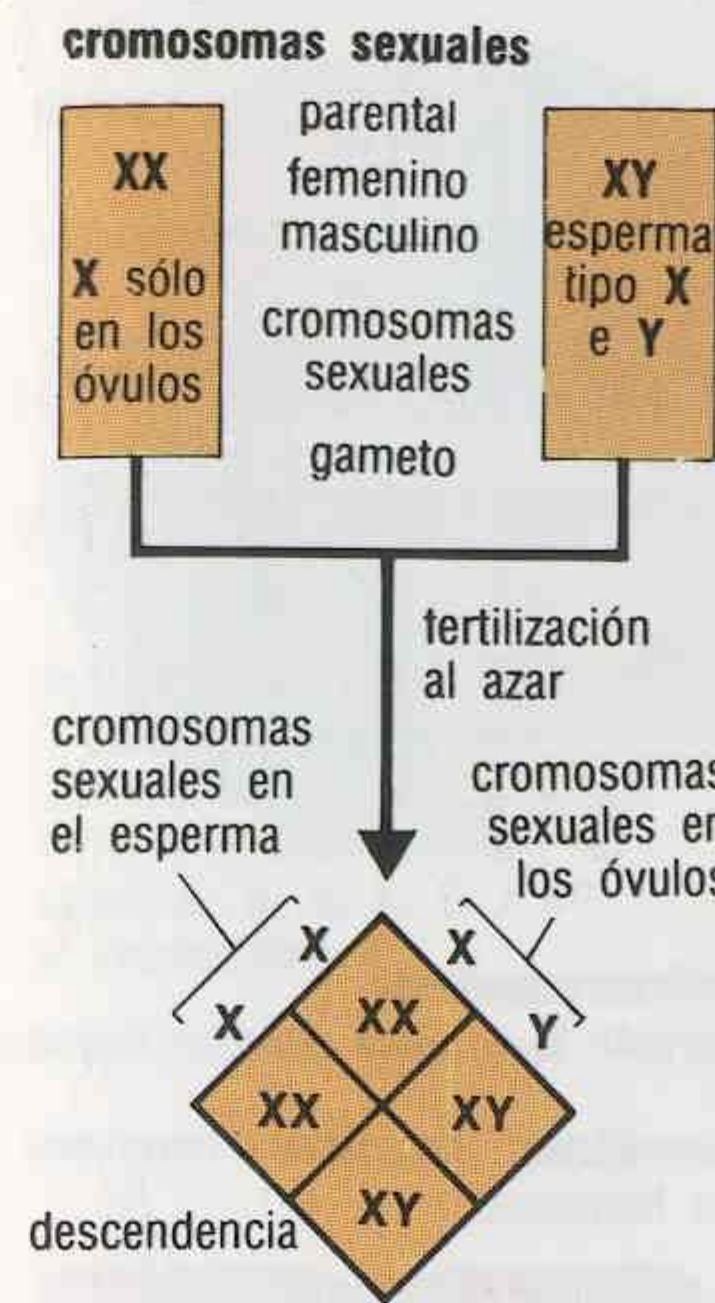 cromosomas sexuales
XX
X sólo
en los
óvulos
parental
femenino
masculino
cromosomas
sexuales
gameto
XY
esperma
tipo X
e Y
fertilización
al azar
cromosomas
sexuales en
el esperma
cromosomas
sexuales en
los óvulos
X
X
X
Y
XX
XX
XY
XY
descendencia